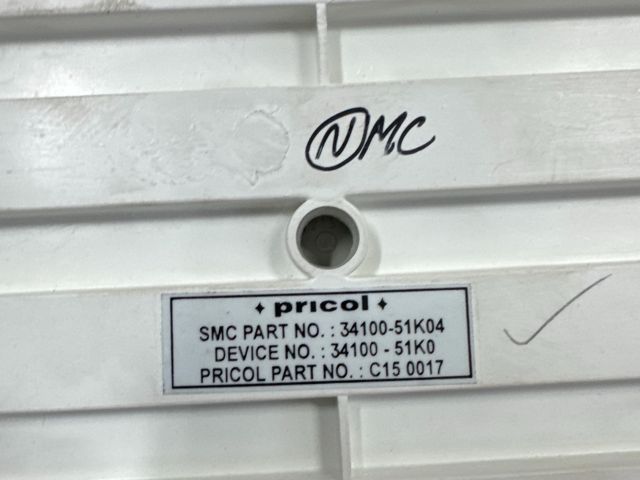 NMC
pricol
SMC PART NO. : 34100-51K04
DEVICE NO. : 34100 - 51K0
PRICOL PART NO. : C15 0017